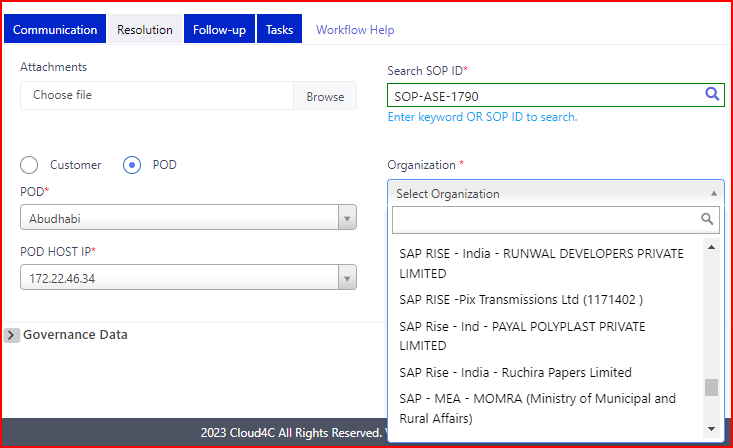 Communication Resolution Follow-up Tasks Workflow Help
Attachments
Choose file Browse
Search SOP ID*
SOP-ASE-1790
Enter keyword OR SOP ID to search.
Customer POD
POD*
Abudhabi
POD HOST IP*
172.22.46.34
Organization *
Select Organization
SAP RISE - India - RUNWAL DEVELOPERS PRIVATE
LIMITED
SAP RISE -Pix Transmissions Ltd (1171402 )
SAP Rise - Ind - PAYAL POLYPLAST PRIVATE
LIMITED
SAP Rise - India - Ruchira Papers Limited
SAP - MEA - MOMRA (Ministry of Municipal and
Rural Affairs)
Governance Data
2023 Cloud4C All Rights Reserved.